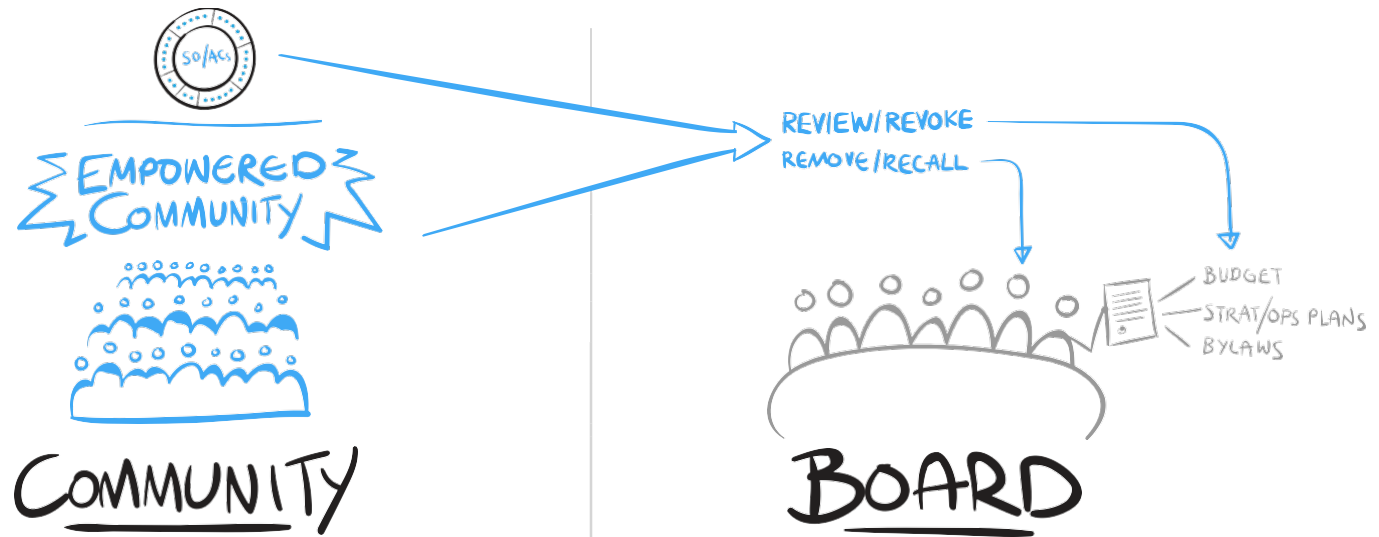 SO/ACs
EMPOWERED
COMMUNITY
COMMUNITY
REVIEW/REVOKE
REMOVE/RECALL
BUDGET
STRAT/OPS PLANS
BYLAWS
BOARD